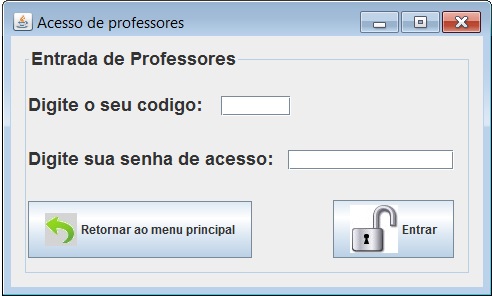 Acesso de professores
Entrada de Professores
Digite o seu codigo:
Digite sua senha de acesso:
Retornar ao menu principal
Entrar